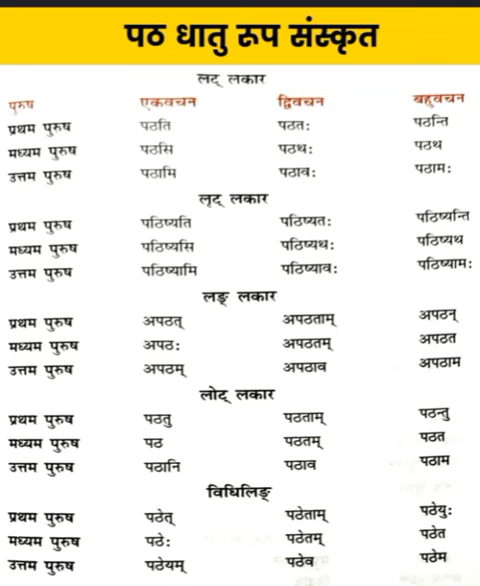 पठ धातु रूप संस्कृत
लट् लकार
पुरुष एकवचन द्विवचन बहुवचन
प्रथम पुरुष पठति पठत: पठन्ति
मध्यम पुरुष पठसि पठथ: पठथ
उत्तम पुरुष पठामि पठाव: पठाम:
लृट् लकार
प्रथम पुरुष पठिष्यति पठिष्यत: पठिष्यन्ति
मध्यम पुरुष पठिष्यसि पठिष्यथ: पठिष्यथ
उत्तम पुरुष पठिष्यामि पठिष्याव: पठिष्याम:
लङ् लकार
प्रथम पुरुष अपठत् अपठताम् अपठन्
मध्यम पुरुष अपठ: अपठतम् अपठत
उत्तम पुरुष अपठम् अपठाव अपठाम
लोट् लकार
प्रथम पुरुष पठतु पठताम् पठन्तु
मध्यम पुरुष पठ पठतम् पठत
उत्तम पुरुष पठानि पठाव पठाम
विधिलिङ्
प्रथम पुरुष पठेत् पठेताम् पठेयु:
मध्यम पुरुष पठे: पठेतम् पठेत
उत्तम पुरुष पठेयम् पठेव पठेम